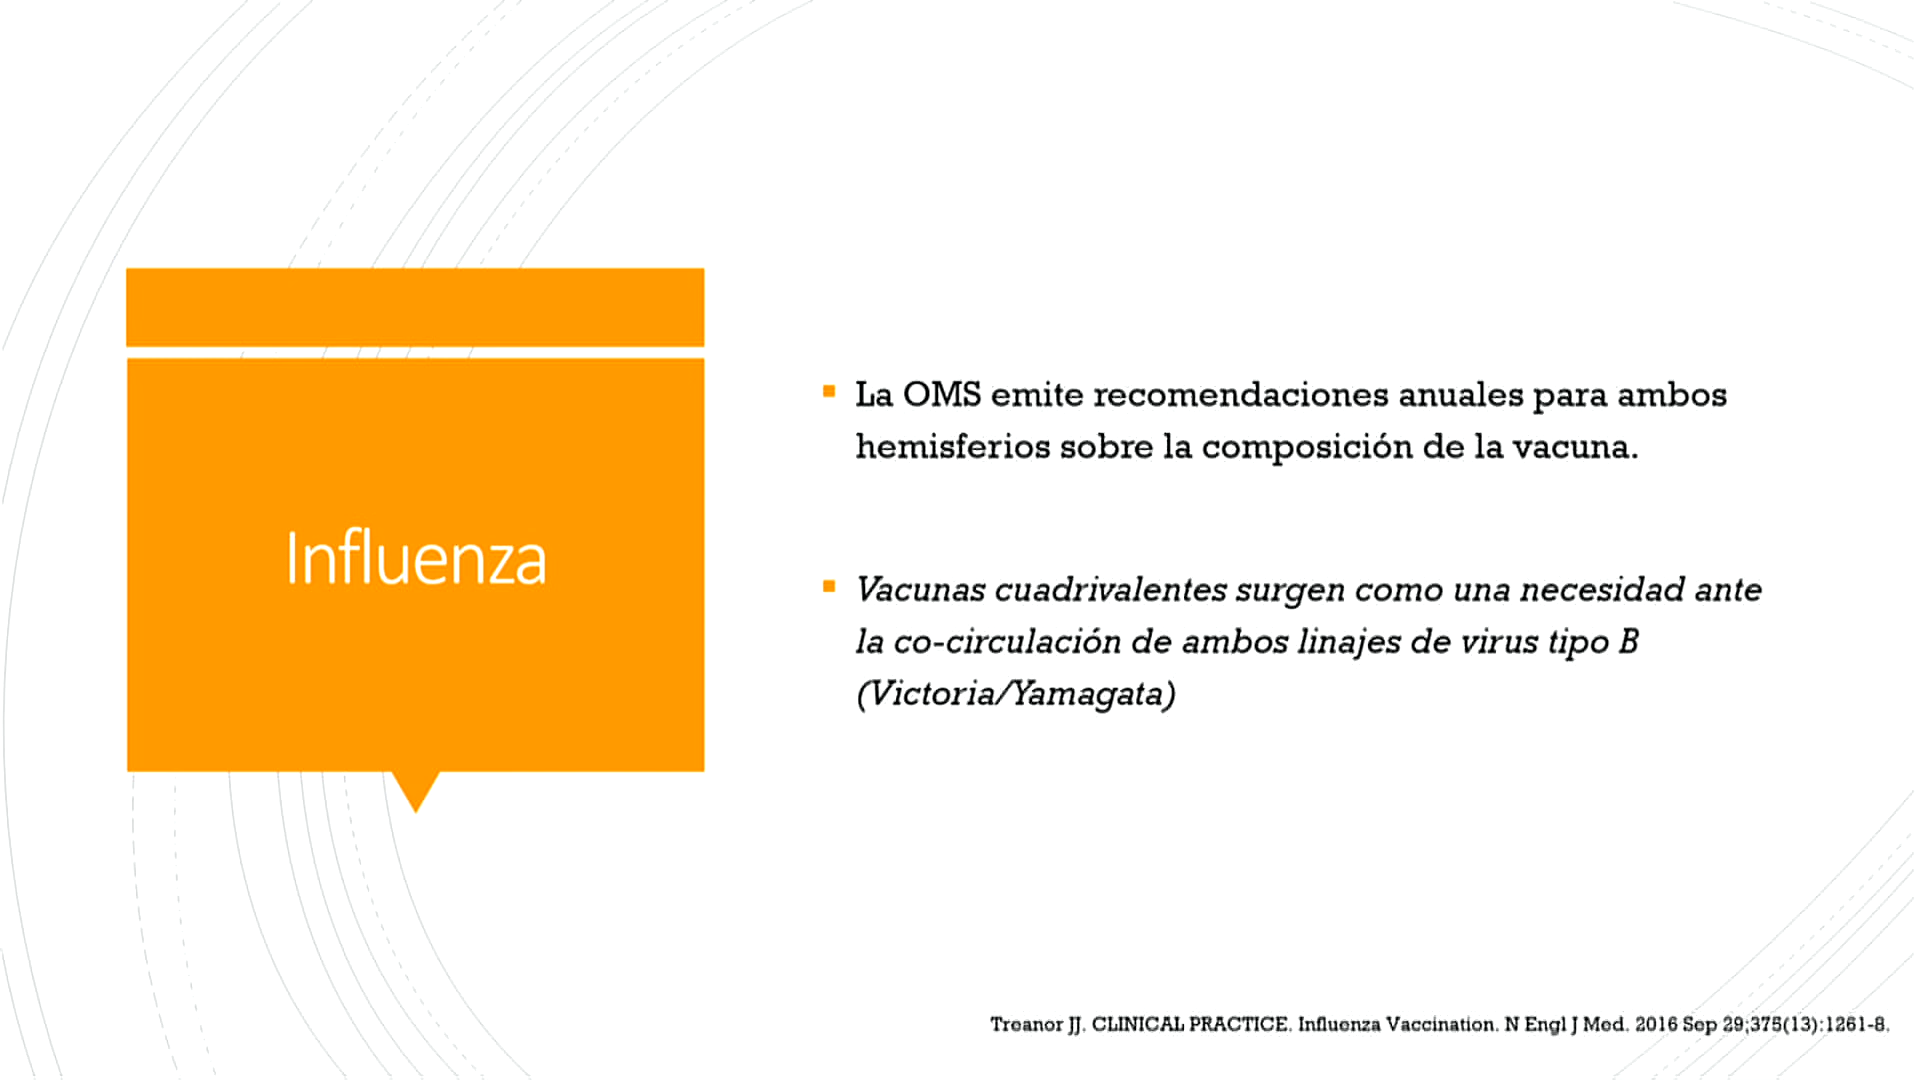 Influenza
La OMS emite recomendaciones anuales para ambos
hemisferios sobre la composición de la vacuna.
Vacunas cuadrivalentes surgen como una necesidad ante
la co-circulación de ambos linajes de virus tipo B
(Victoria/Yamagata)
Treanor JJ. CLINICAL PRACTICE. Influenza Vaccination. N Engl J Med. 2016 Sep 29;375(13):1261-8.